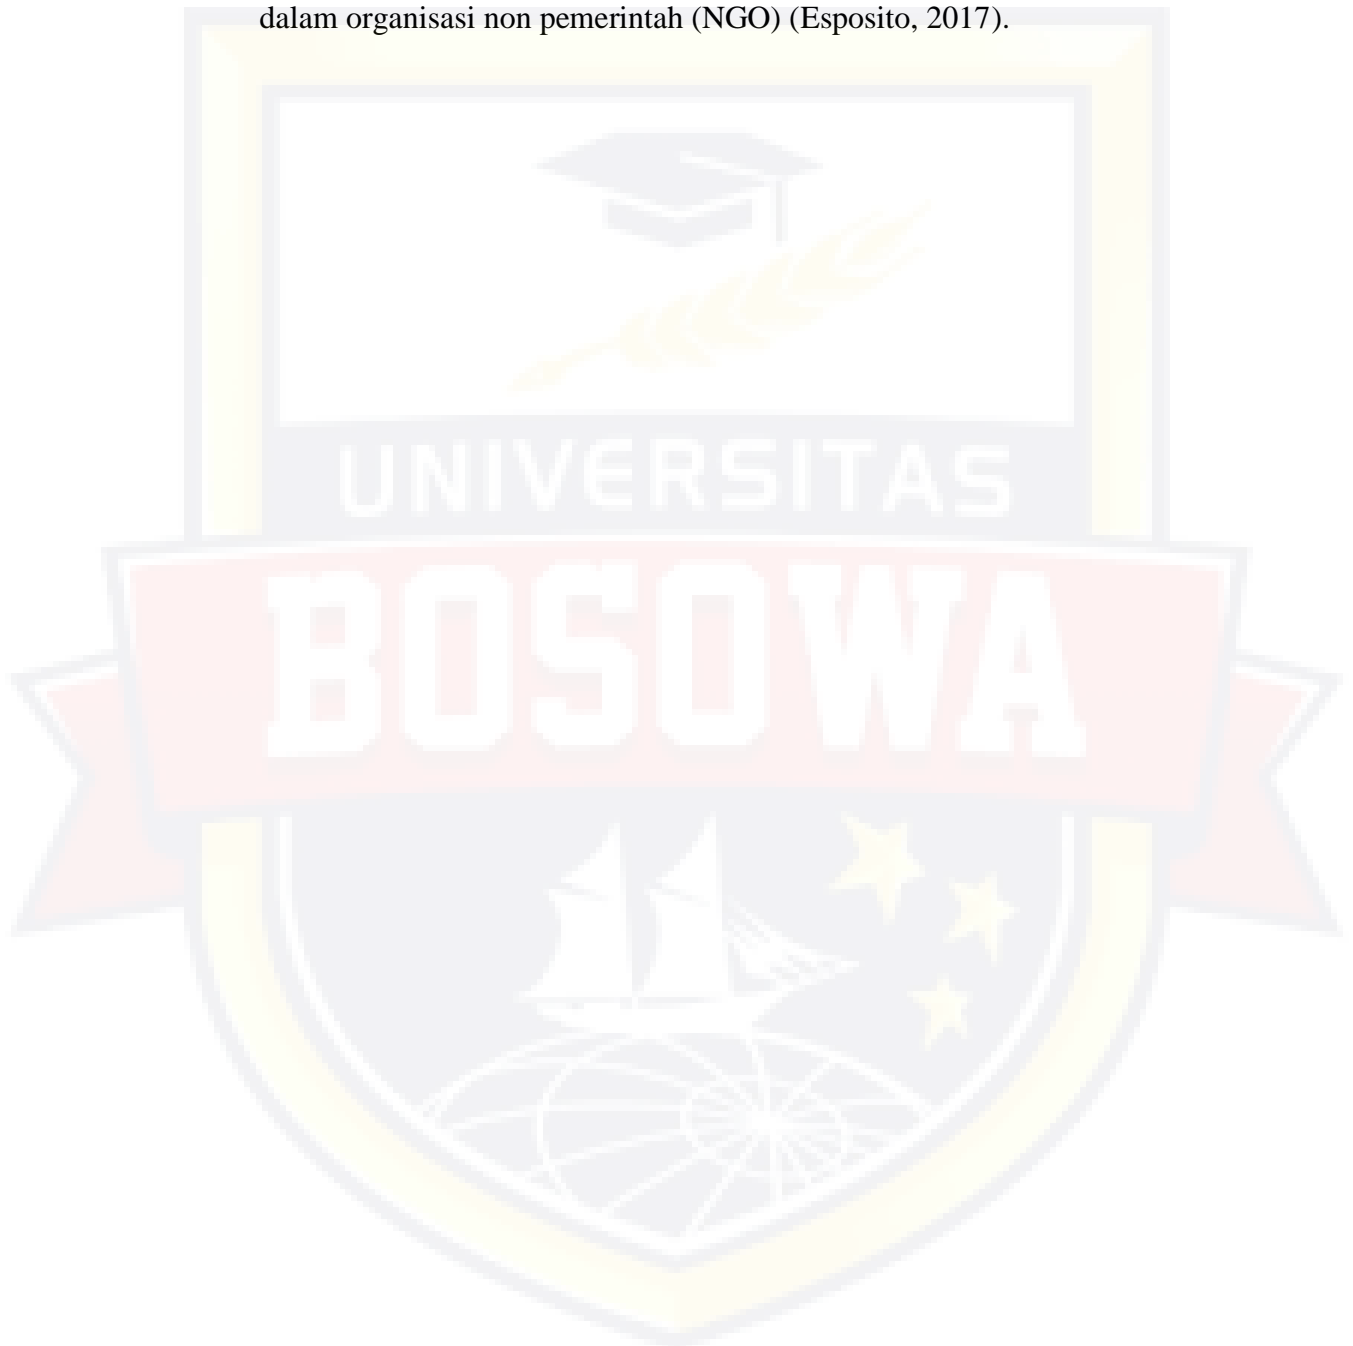 dalam organisasi non pemerintah (NGO) (Esposito, 2017).
UNIVERSITAS
BOSOWA